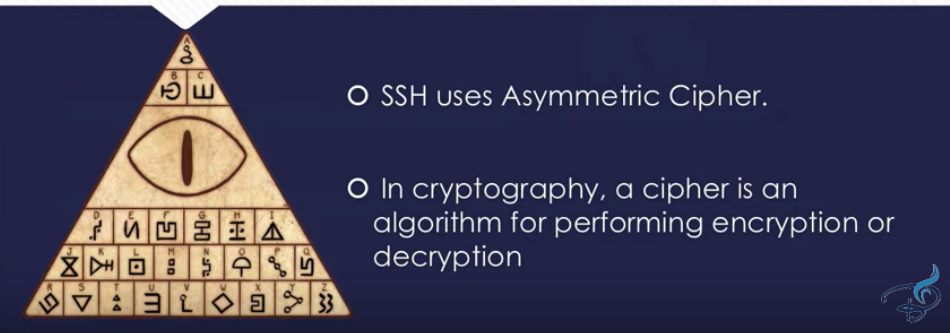 A
B C
SSH uses Asymmetric Cipher.
In cryptography, a cipher is an
algorithm for performing encryption or
decryption
D E F G H I
J K L M N O P Q
R S T U V W X Y Z